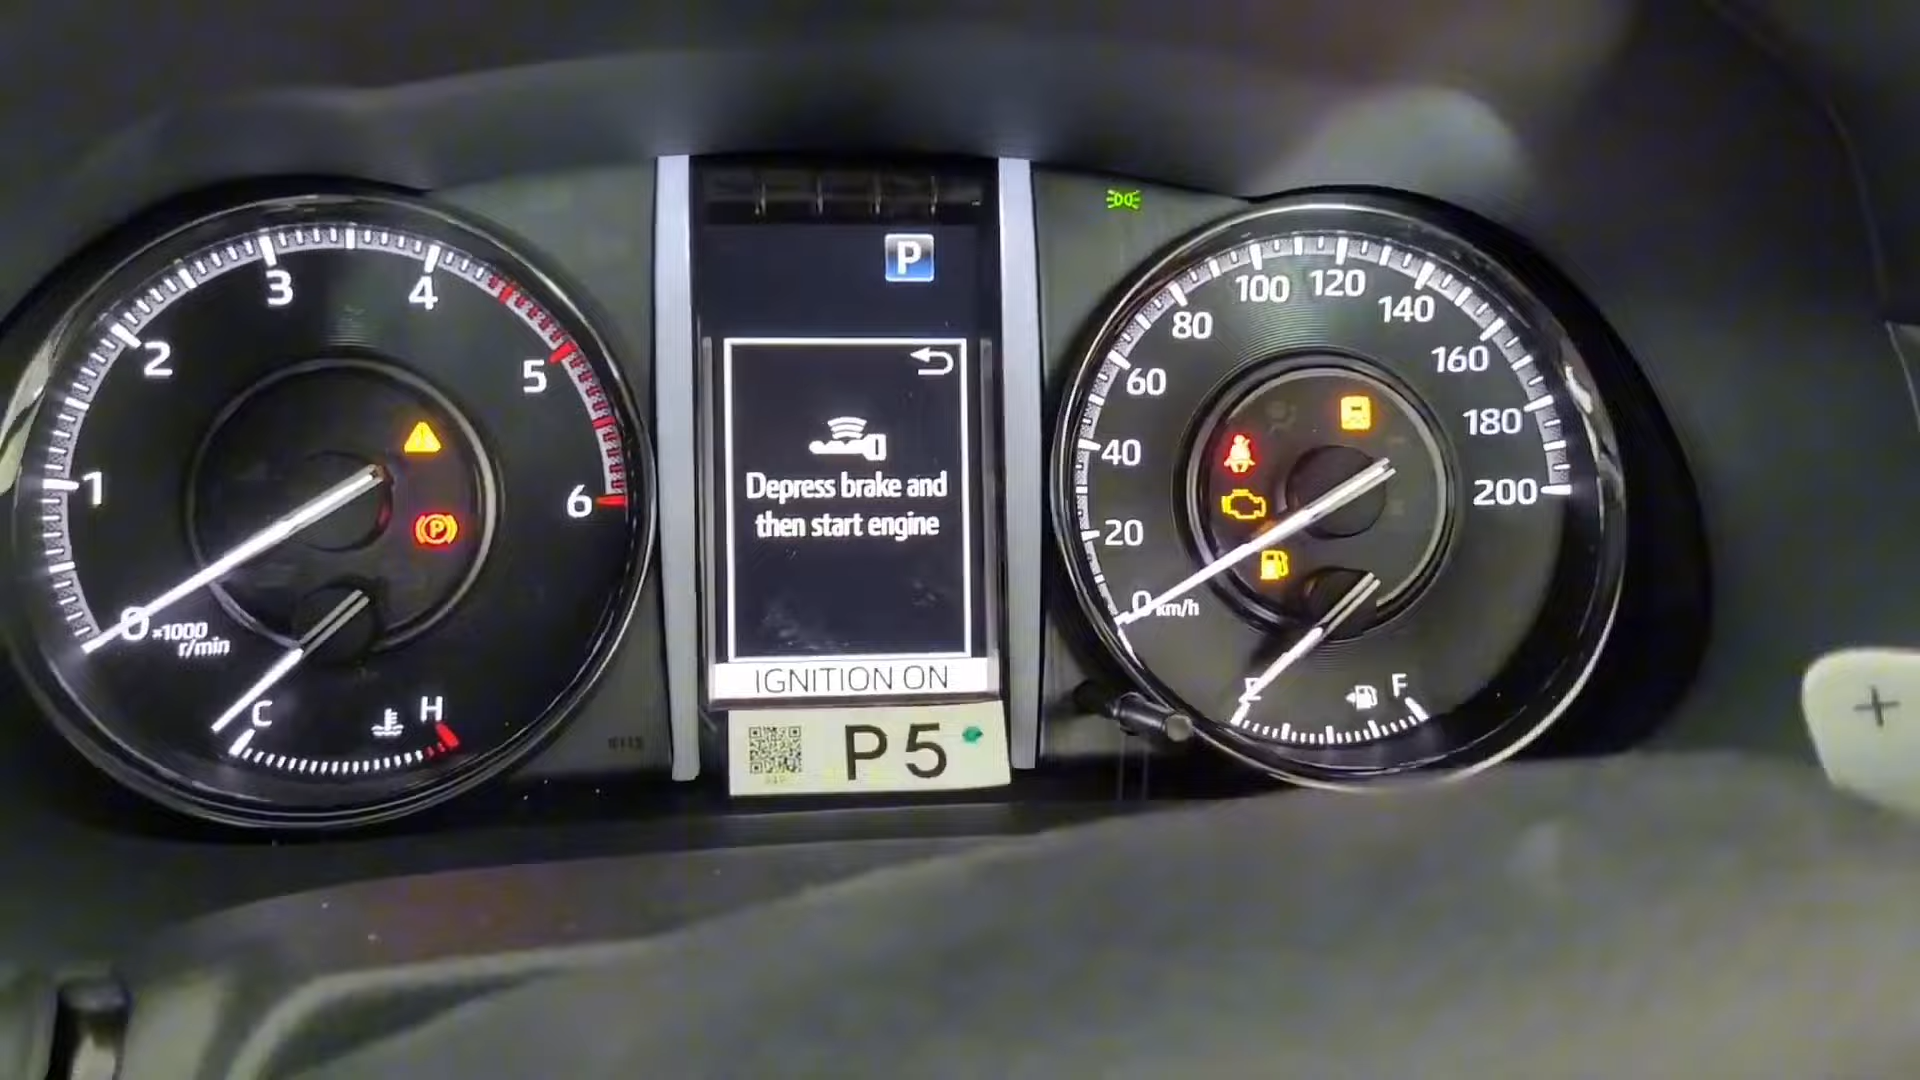 1
2
3
4
5
6
0
×1000
r/min
C
H
P
P
Depress brake and
then start engine
IGNITION ON
P5
0
km/h
20
40
60
80
100
120
140
160
180
200
E
F
+